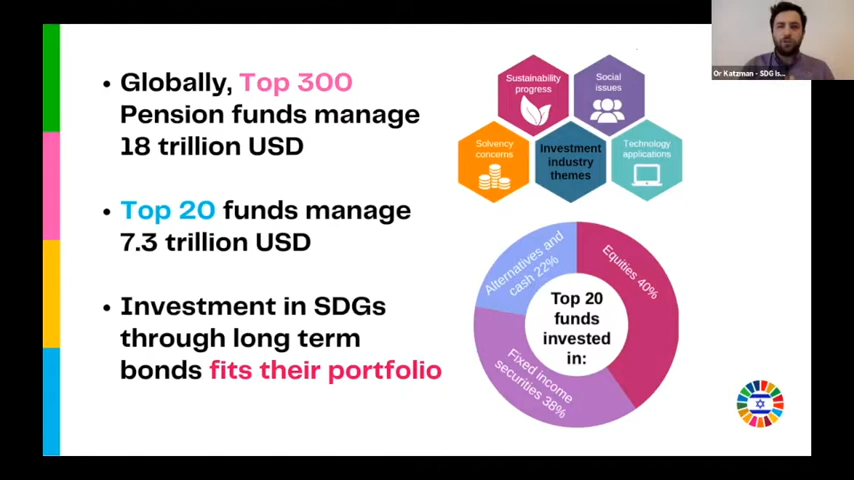 • Globally, Top 300
Pension funds manage
18 trillion USD
• Top 20 funds manage
7.3 trillion USD
• Investment in SDGs
through long term
bonds fits their portfolio
Sustainability
progress
Social
issues
Solvency
concerns
Investment
industry
themes
Technology
applications
Alternatives and
cash 22%
Equities 40%
Top 20
funds
invested
in:
Fixed income
securities 38%
Or Katzman - SDG Is...